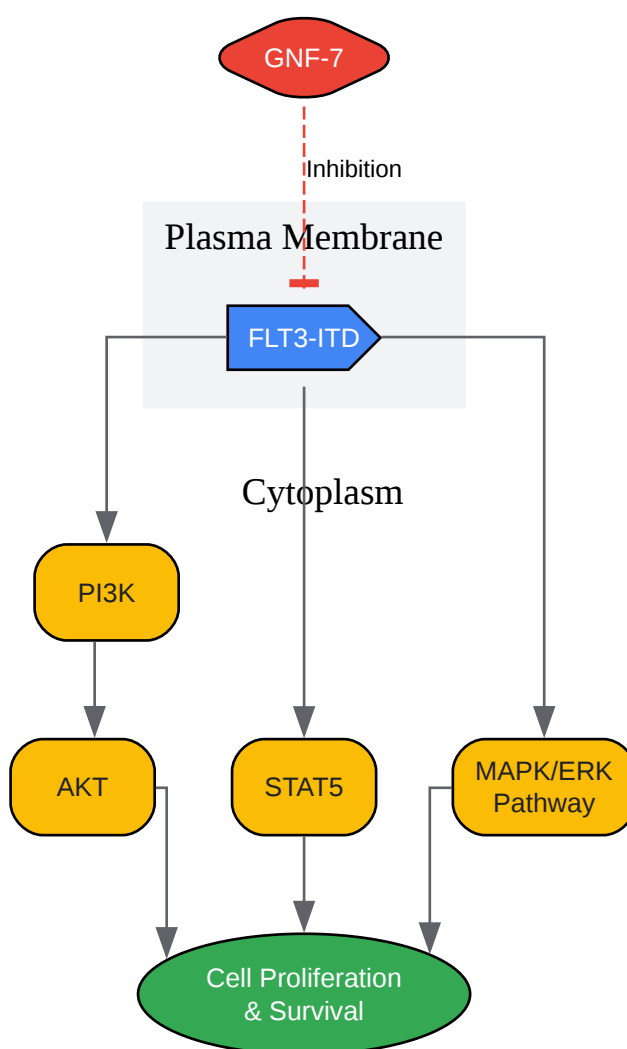 GNF-7
Inhibition
Plasma Membrane
FLT3-ITD
Cytoplasm
PI3K
AKT
STAT5
MAPK/ERK
Pathway
Cell Proliferation
& Survival